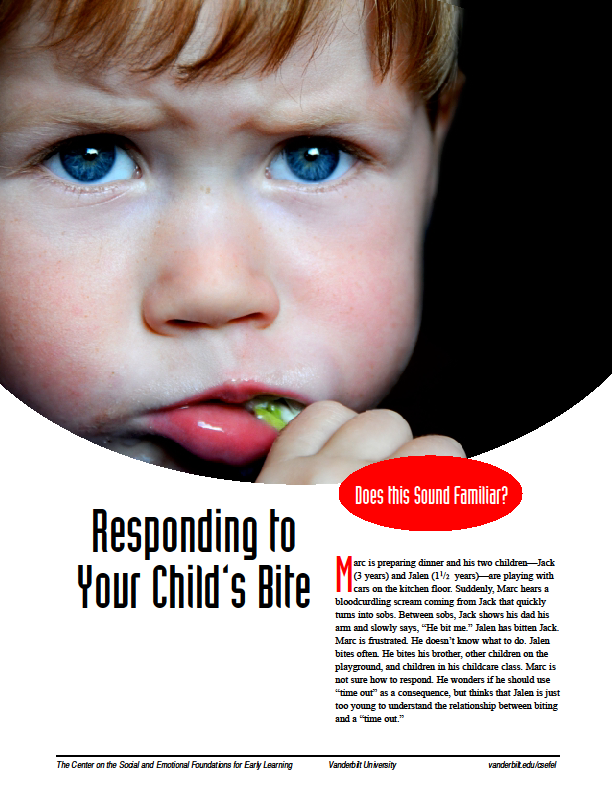 Does this Sound Familiar?
Responding to
Your Child's Bite
Marc is preparing dinner and his two children—Jack
(3 years) and Jalen (1 1/2 years)—are playing with
cars on the kitchen floor. Suddenly, Marc hears a
bloodcurdling scream coming from Jack that quickly
turns into sobs. Between sobs, Jack shows his dad his
arm and slowly says, “He bit me.” Jalen has bitten Jack.
Marc is frustrated. He doesn’t know what to do. Jalen
bites often. He bites his brother, other children on the
playground, and children in his childcare class. Marc is
not sure how to respond. He wonders if he should use
“time out” as a consequence, but thinks that Jalen is just
too young to understand the relationship between biting
and a “time out.”
The Center on the Social and Emotional Foundations for Early Learning Vanderbilt University vanderbilt.edu/csefel